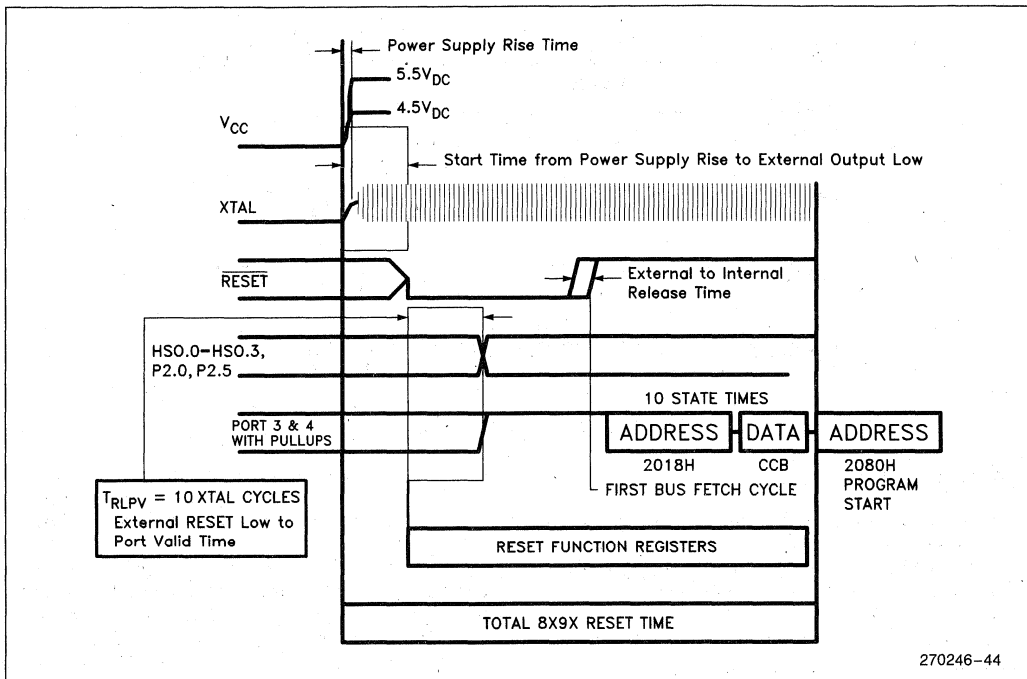 Power Supply Rise Time
5.5VDC
4.5VDC
VCC
Start Time from Power Supply Rise to External Output Low
XTAL
RESET
External to Internal
Release Time
HSO.0–HSO.3,
P2.0, P2.5
10 STATE TIMES
PORT 3 & 4
WITH PULLUPS
ADDRESS
DATA
ADDRESS
2018H
CCB
2080H
PROGRAM
START
FIRST BUS FETCH CYCLE
TRLPV = 10 XTAL CYCLES
External RESET Low to
Port Valid Time
RESET FUNCTION REGISTERS
TOTAL 8X9X RESET TIME
270246–44